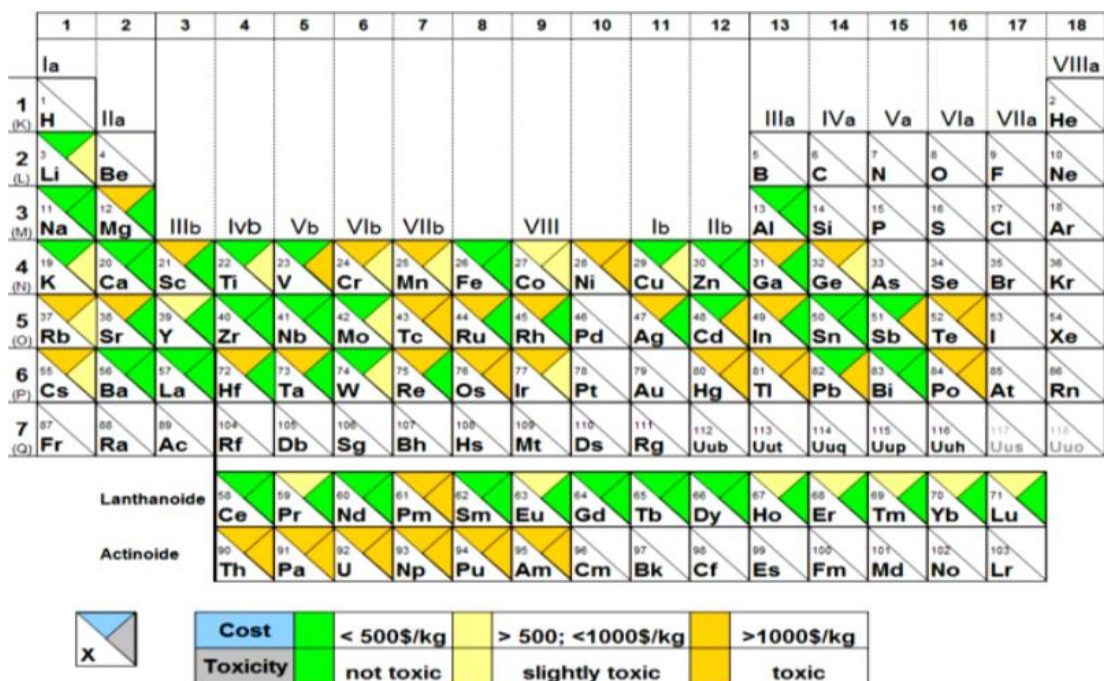 1 2 3 4 5 6 7 8 9 10 11 12 13 14 15 16 17 18
Ia VIIIa
1 (K) 1 H IIa IIIa IVa Va VIa VIIa 2 He
2 (L) 3 Li 4 Be 5 B 6 C 7 N 8 O 9 F 10 Ne
3 (M) 11 Na 12 Mg IIIb Ivb Vb VIb VIIb VIII Ib IIb 13 Al 14 Si 15 P 16 S 17 Cl 18 Ar
4 (N) 19 K 20 Ca 21 Sc 22 Ti 23 V 24 Cr 25 Mn 26 Fe 27 Co 28 Ni 29 Cu 30 Zn 31 Ga 32 Ge 33 As 34 Se 35 Br 36 Kr
5 (O) 37 Rb 38 Sr 39 Y 40 Zr 41 Nb 42 Mo 43 Tc 44 Ru 45 Rh 46 Pd 47 Ag 48 Cd 49 In 50 Sn 51 Sb 52 Te 53 I 54 Xe
6 (P) 55 Cs 56 Ba 57 La 72 Hf 73 Ta 74 W 75 Re 76 Os 77 Ir 78 Pt 79 Au 80 Hg 81 Tl 82 Pb 83 Bi 84 Po 85 At 86 Rn
7 (Q) 87 Fr 88 Ra 89 Ac 104 Rf 105 Db 106 Sg 107 Bh 108 Hs 109 Mt 110 Ds 111 Rg 112 Uub 113 Uut 114 Uuq 115 Uup 116 Uuh 117 Uus 118 Uuo
Lanthanoide 58 Ce 59 Pr 60 Nd 61 Pm 62 Sm 63 Eu 64 Gd 65 Tb 66 Dy 67 Ho 68 Er 69 Tm 70 Yb 71 Lu
Actinoide 90 Th 91 Pa 92 U 93 Np 94 Pu 95 Am 96 Cm 97 Bk 98 Cf 99 Es 100 Fm 101 Md 102 No 103 Lr
X
Cost < 500$/kg > 500; <1000$/kg >1000$/kg
Toxicity not toxic slightly toxic toxic